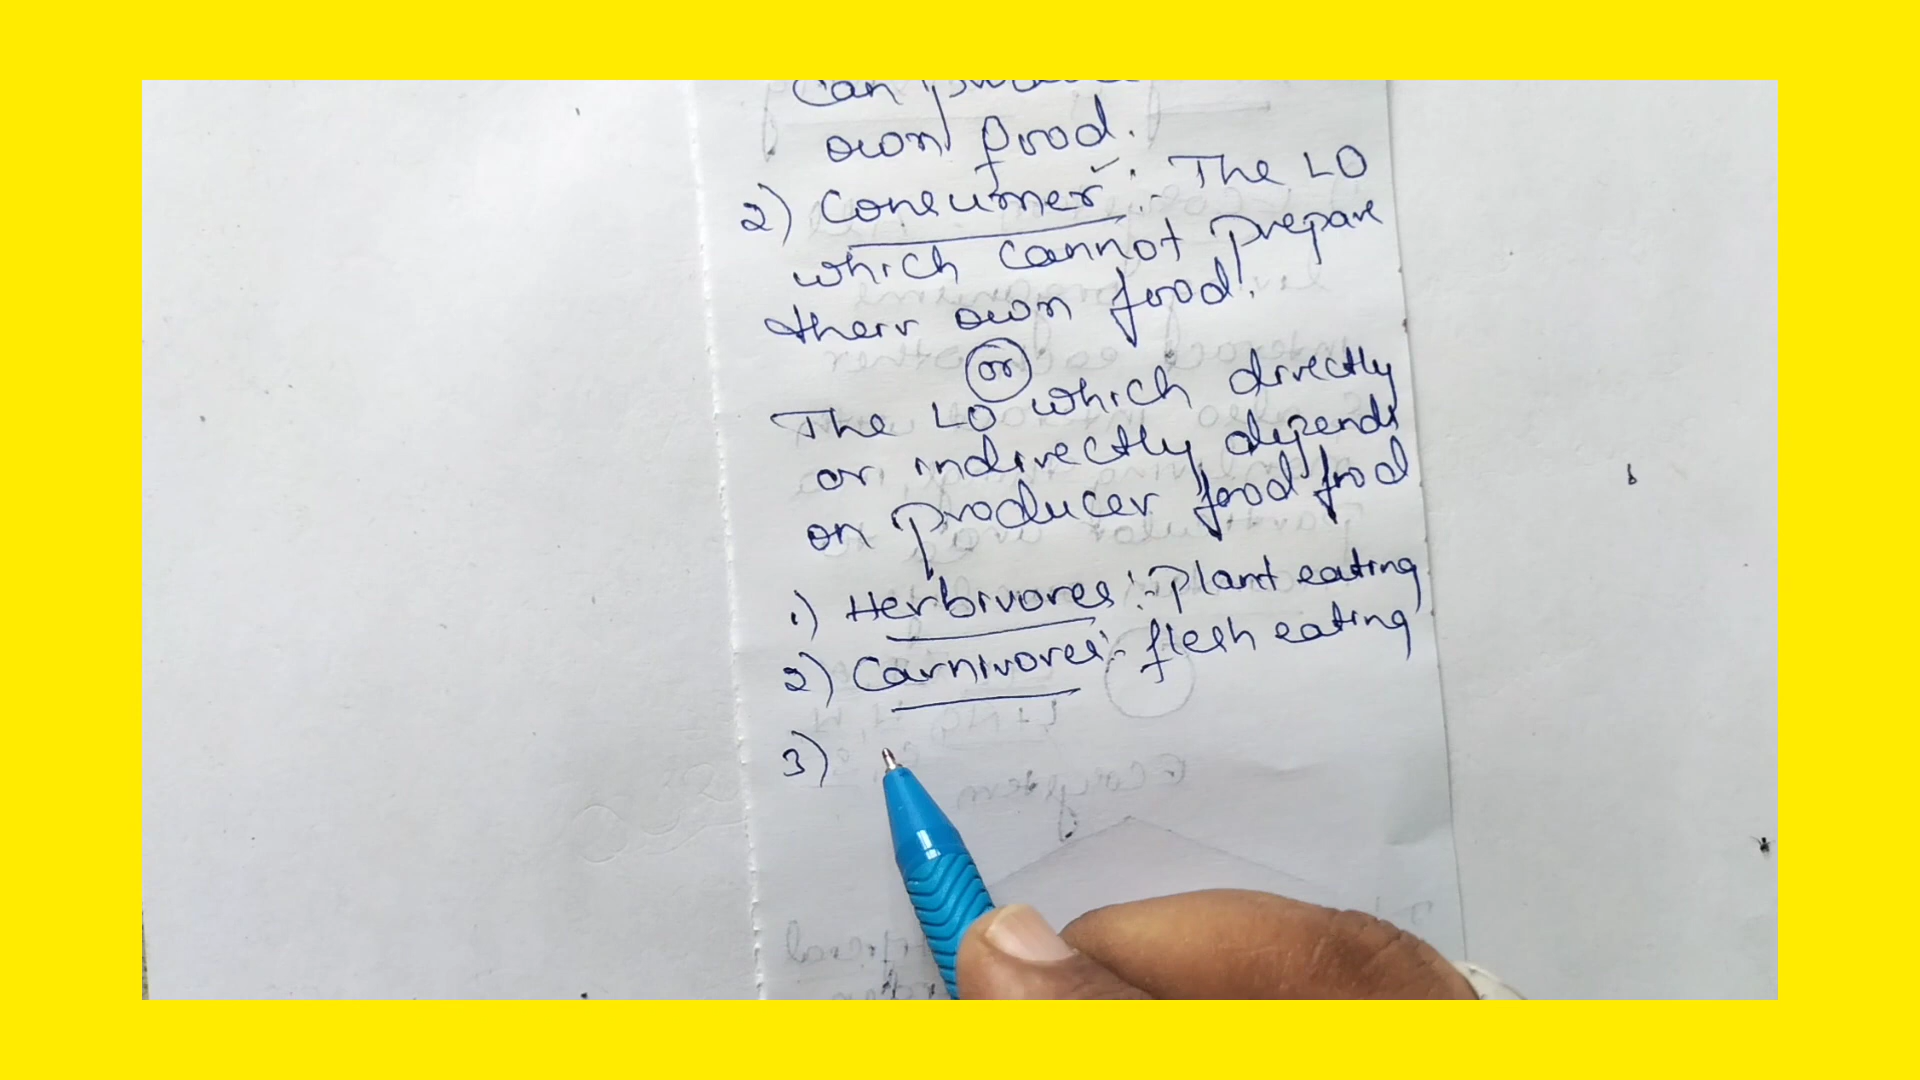 can
own food.
2) Consumer :- The LO
which cannot prepare
their own food.
or
The LO which directly
or indirectly depends
on producer food food
1) Herbivores :- Plant eating
2) Carnivores :- flesh eating
3)